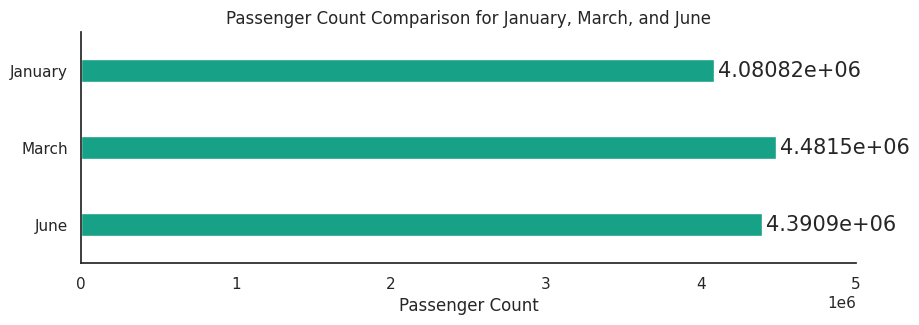 Passenger Count Comparison for January, March, and June
January
4.08082e+06
March
4.4815e+06
June
4.3909e+06
0 1 2 3 4 5
1e6
Passenger Count